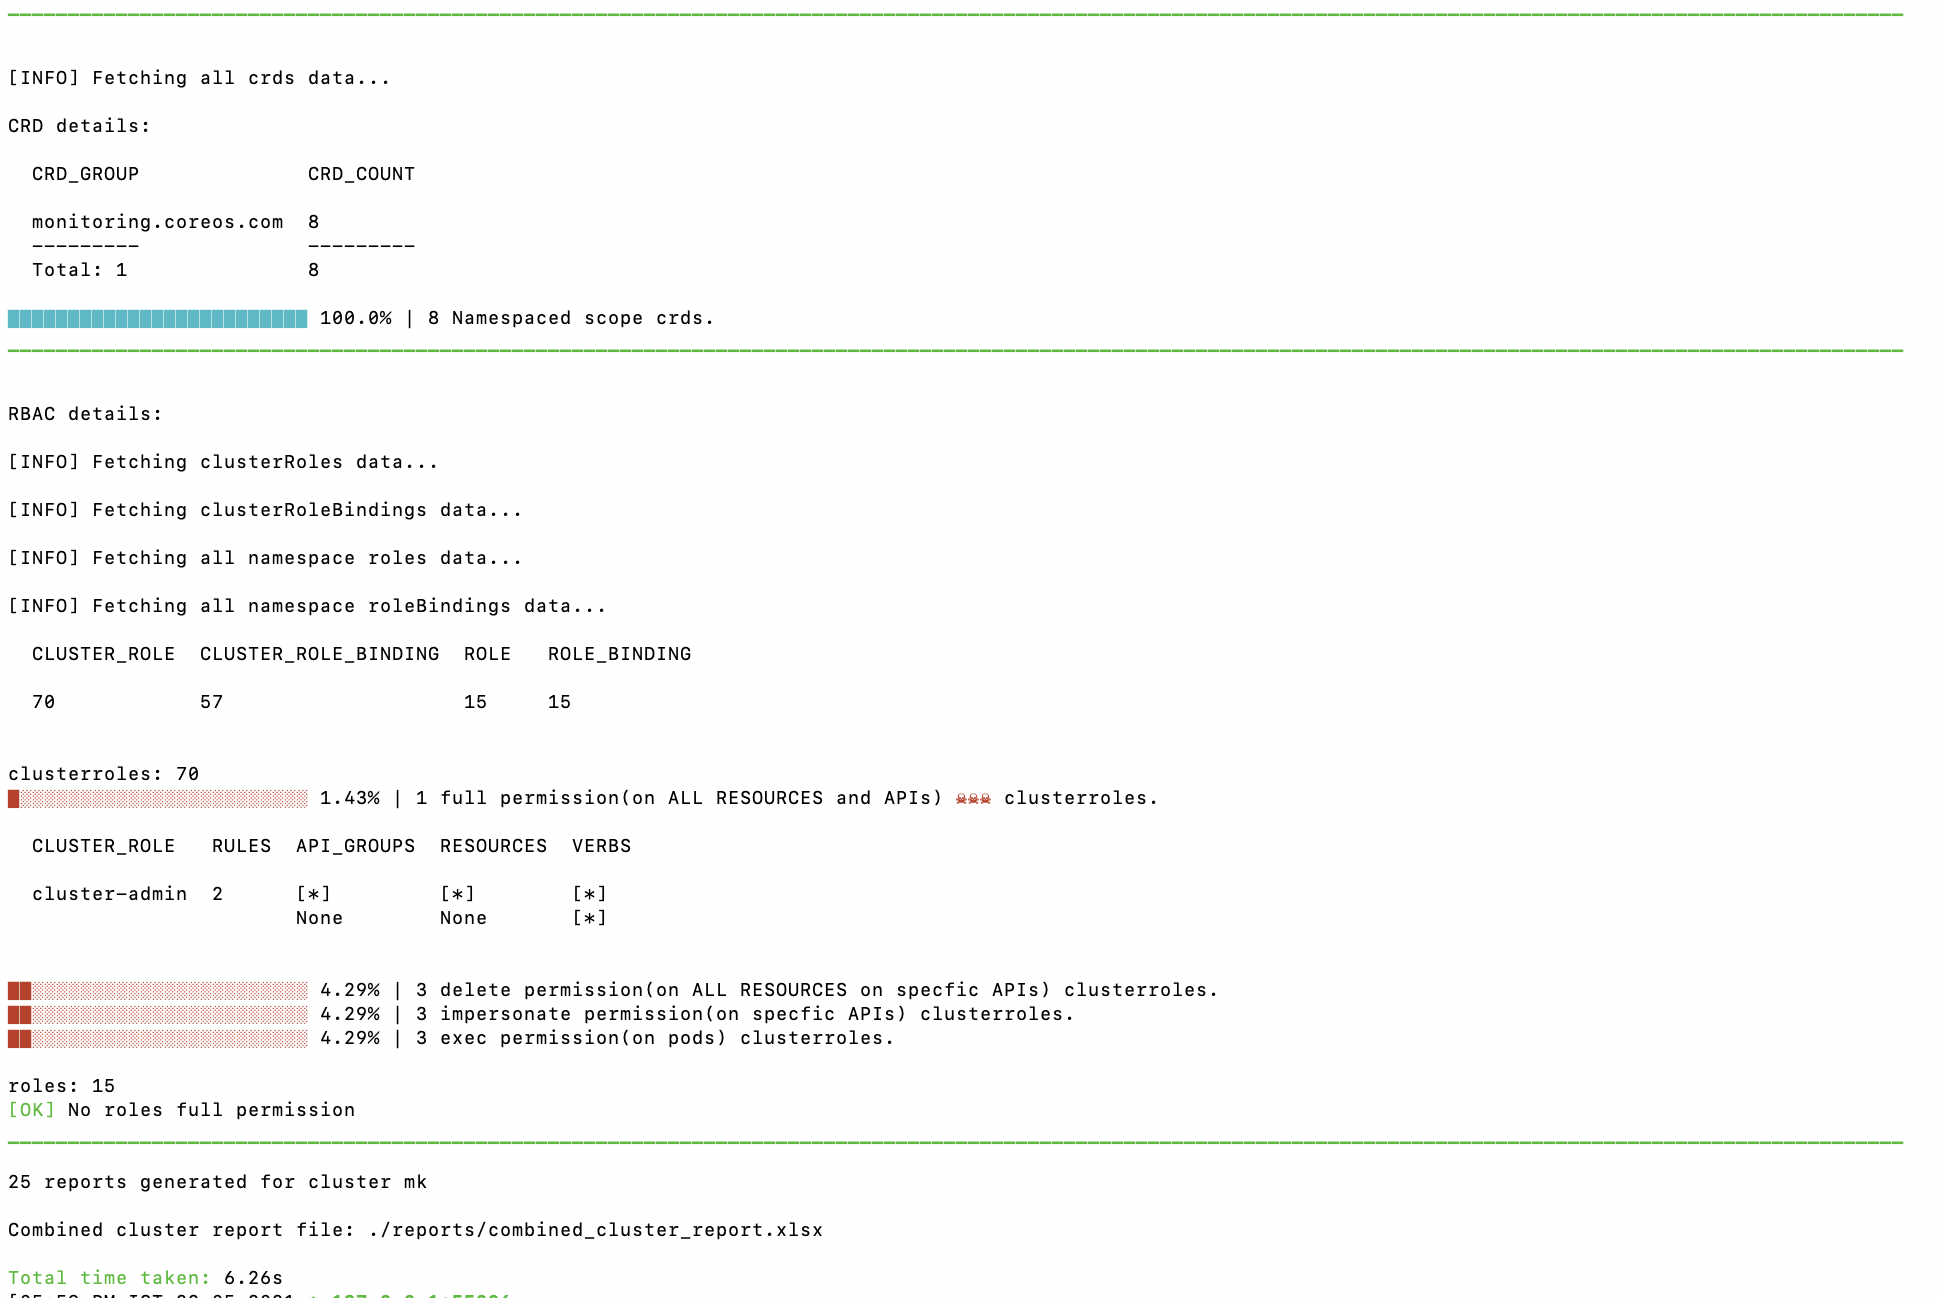 [INFO] Fetching all crds data...
CRD details:
CRD_GROUP CRD_COUNT
monitoring.coreos.com 8
--------- ---------
Total: 1 8
100.0% | 8 Namespaced scope crds.
RBAC details:
[INFO] Fetching clusterRoles data...
[INFO] Fetching clusterRoleBindings data...
[INFO] Fetching all namespace roles data...
[INFO] Fetching all namespace roleBindings data...
CLUSTER_ROLE CLUSTER_ROLE_BINDING ROLE ROLE_BINDING
70 57 15 15
clusterroles: 70
1.43% | 1 full permission(on ALL RESOURCES and APIs) ☠☠☠ clusterroles.
CLUSTER_ROLE RULES API_GROUPS RESOURCES VERBS
cluster-admin 2 [*] [*] [*]
None None [*]
4.29% | 3 delete permission(on ALL RESOURCES on specfic APIs) clusterroles.
4.29% | 3 impersonate permission(on specfic APIs) clusterroles.
4.29% | 3 exec permission(on pods) clusterroles.
roles: 15
[OK] No roles full permission
25 reports generated for cluster mk
Combined cluster report file: ./reports/combined_cluster_report.xlsx
Total time taken: 6.26s